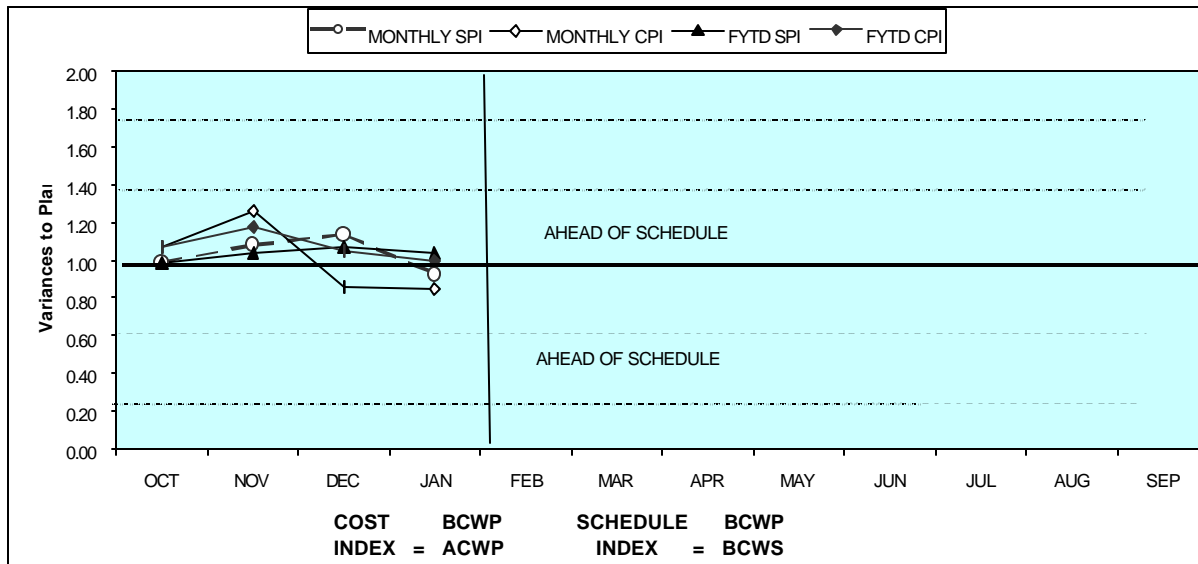 MONTHLY SPI MONTHLY CPI FYTD SPI FYTD CPI
2.00
1.80
1.60
1.40
1.20
1.00
0.80
0.60
0.40
0.20
0.00
Variances to Plan
AHEAD OF SCHEDULE
AHEAD OF SCHEDULE
OCT NOV DEC JAN FEB MAR APR MAY JUN JUL AUG SEP
COST BCWP SCHEDULE BCWP
INDEX = ACWP INDEX = BCWS